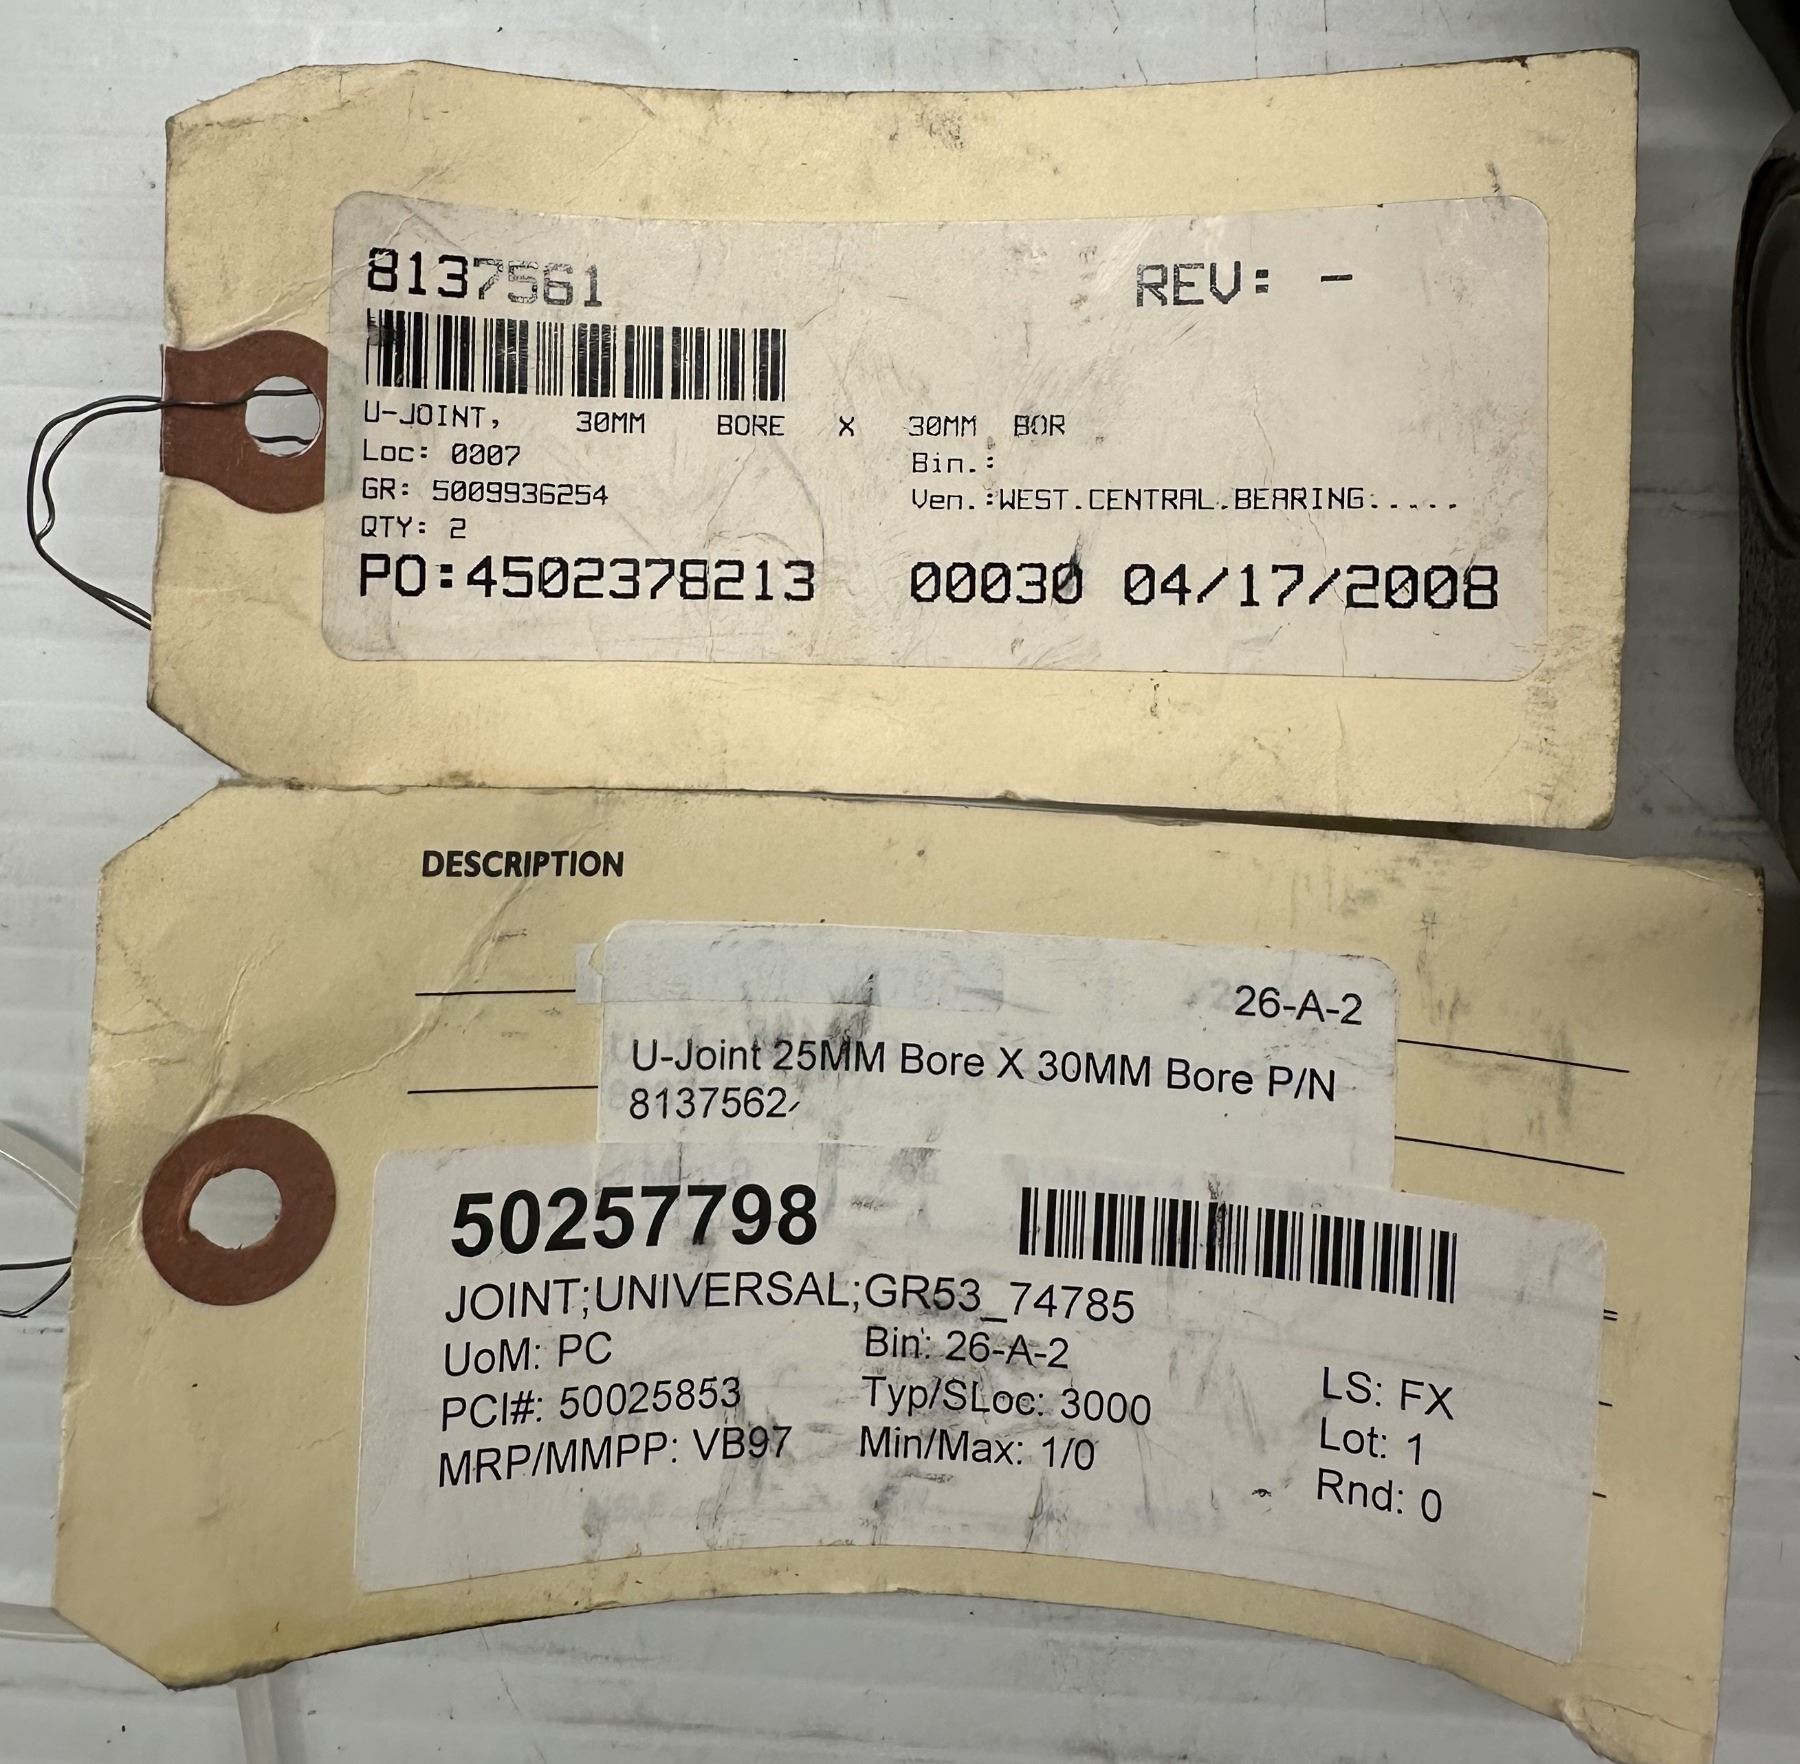 8137561 REV: -
U-JOINT, 30MM BORE X 30MM BOR
Loc: 0007 Bin.:
GR: 5009936254 Ven.:WEST.CENTRAL.BEARING.....
QTY: 2
PO:4502378213 00030 04/17/2008
DESCRIPTION
26-A-2
U-Joint 25MM Bore X 30MM Bore P/N
8137562
50257798
JOINT;UNIVERSAL;GR53_74785
UoM: PC Bin: 26-A-2
PCI#: 50025853 Typ/SLoc: 3000 LS: FX
MRP/MMPP: VB97 Min/Max: 1/0 Lot: 1
Rnd: 0